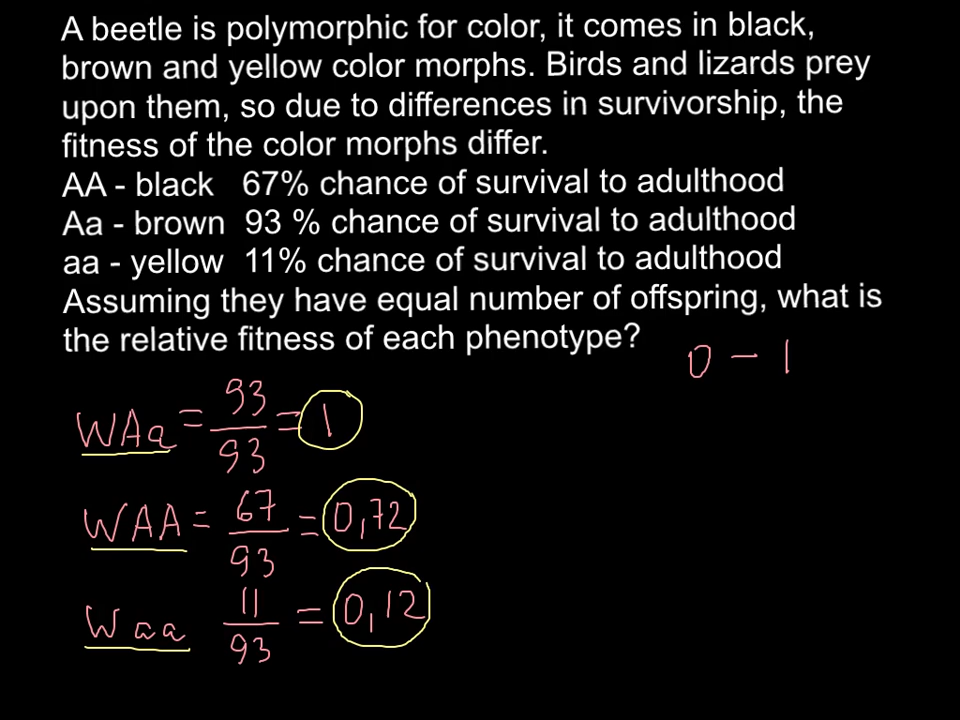 A beetle is polymorphic for color, it comes in black,
brown and yellow color morphs. Birds and lizards prey
upon them, so due to differences in survivorship, the
fitness of the color morphs differ.
AA - black 67% chance of survival to adulthood
Aa - brown 93 % chance of survival to adulthood
aa - yellow 11% chance of survival to adulthood
Assuming they have equal number of offspring, what is
the relative fitness of each phenotype?
0 - 1
WAa = 93/93 = 1
WAA = 67/93 = 0,72
Waa 11/93 = 0,12